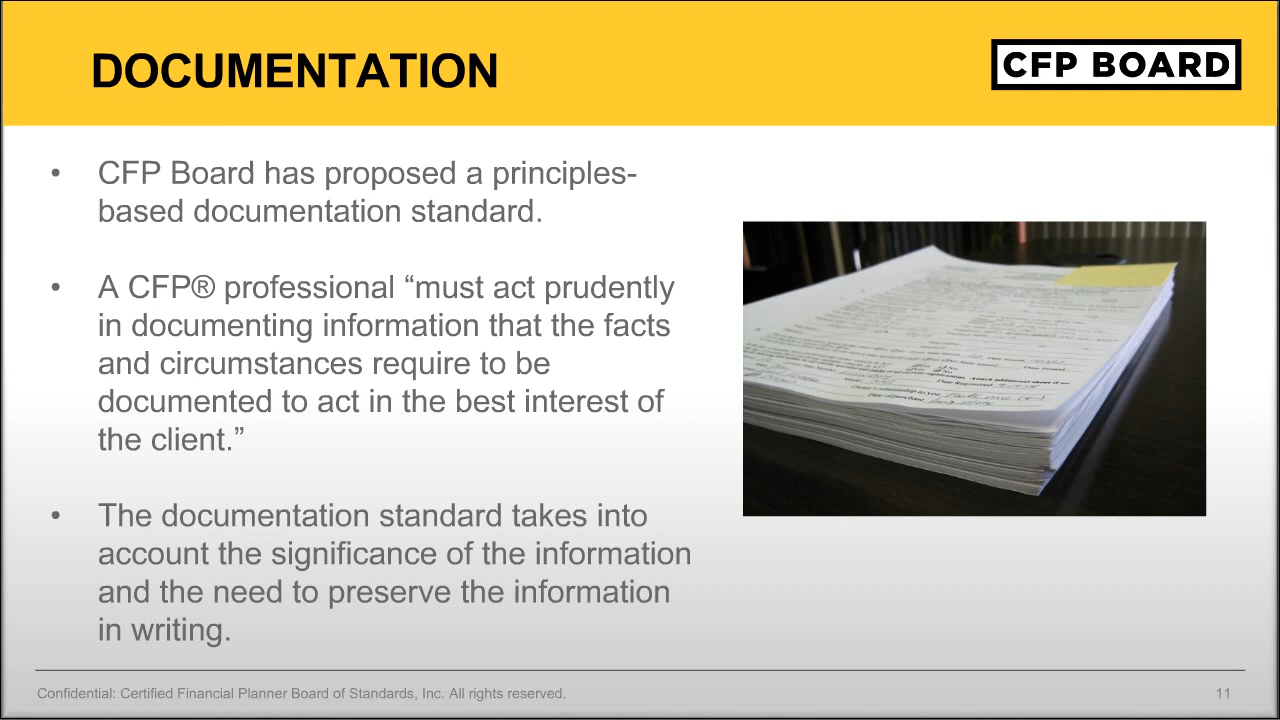 DOCUMENTATION
CFP BOARD
• CFP Board has proposed a principles-
based documentation standard.
• A CFP® professional “must act prudently
in documenting information that the facts
and circumstances require to be
documented to act in the best interest of
the client.”
• The documentation standard takes into
account the significance of the information
and the need to preserve the information
in writing.
Confidential: Certified Financial Planner Board of Standards, Inc. All rights reserved.
11